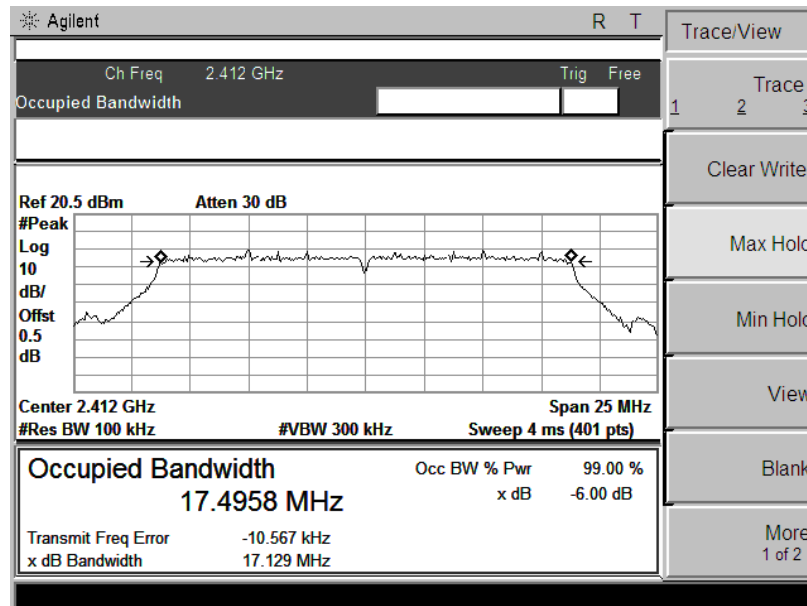 Agilent R T
Trace/View
Ch Freq 2.412 GHz Trig Free
Occupied Bandwidth
Trace
1 2 3
Clear Write
Max Hold
Min Hold
View
Blank
More
1 of 2
Ref 20.5 dBm Atten 30 dB
#Peak
Log
10
dB/
Offst
0.5
dB
Center 2.412 GHz Span 25 MHz
#Res BW 100 kHz #VBW 300 kHz Sweep 4 ms (401 pts)
Occupied Bandwidth
17.4958 MHz
Occ BW % Pwr 99.00 %
x dB -6.00 dB
Transmit Freq Error -10.567 kHz
x dB Bandwidth 17.129 MHz